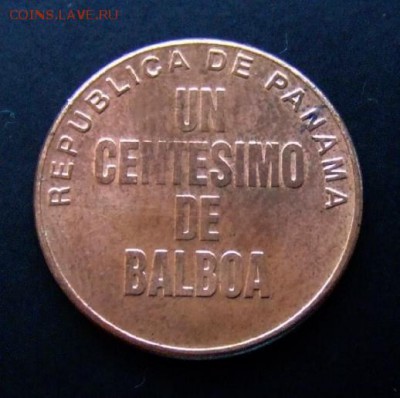 COINS.LAVE.RU
REPUBLICA DE PANAMA
UN
CENTESIMO
DE
BALBOA